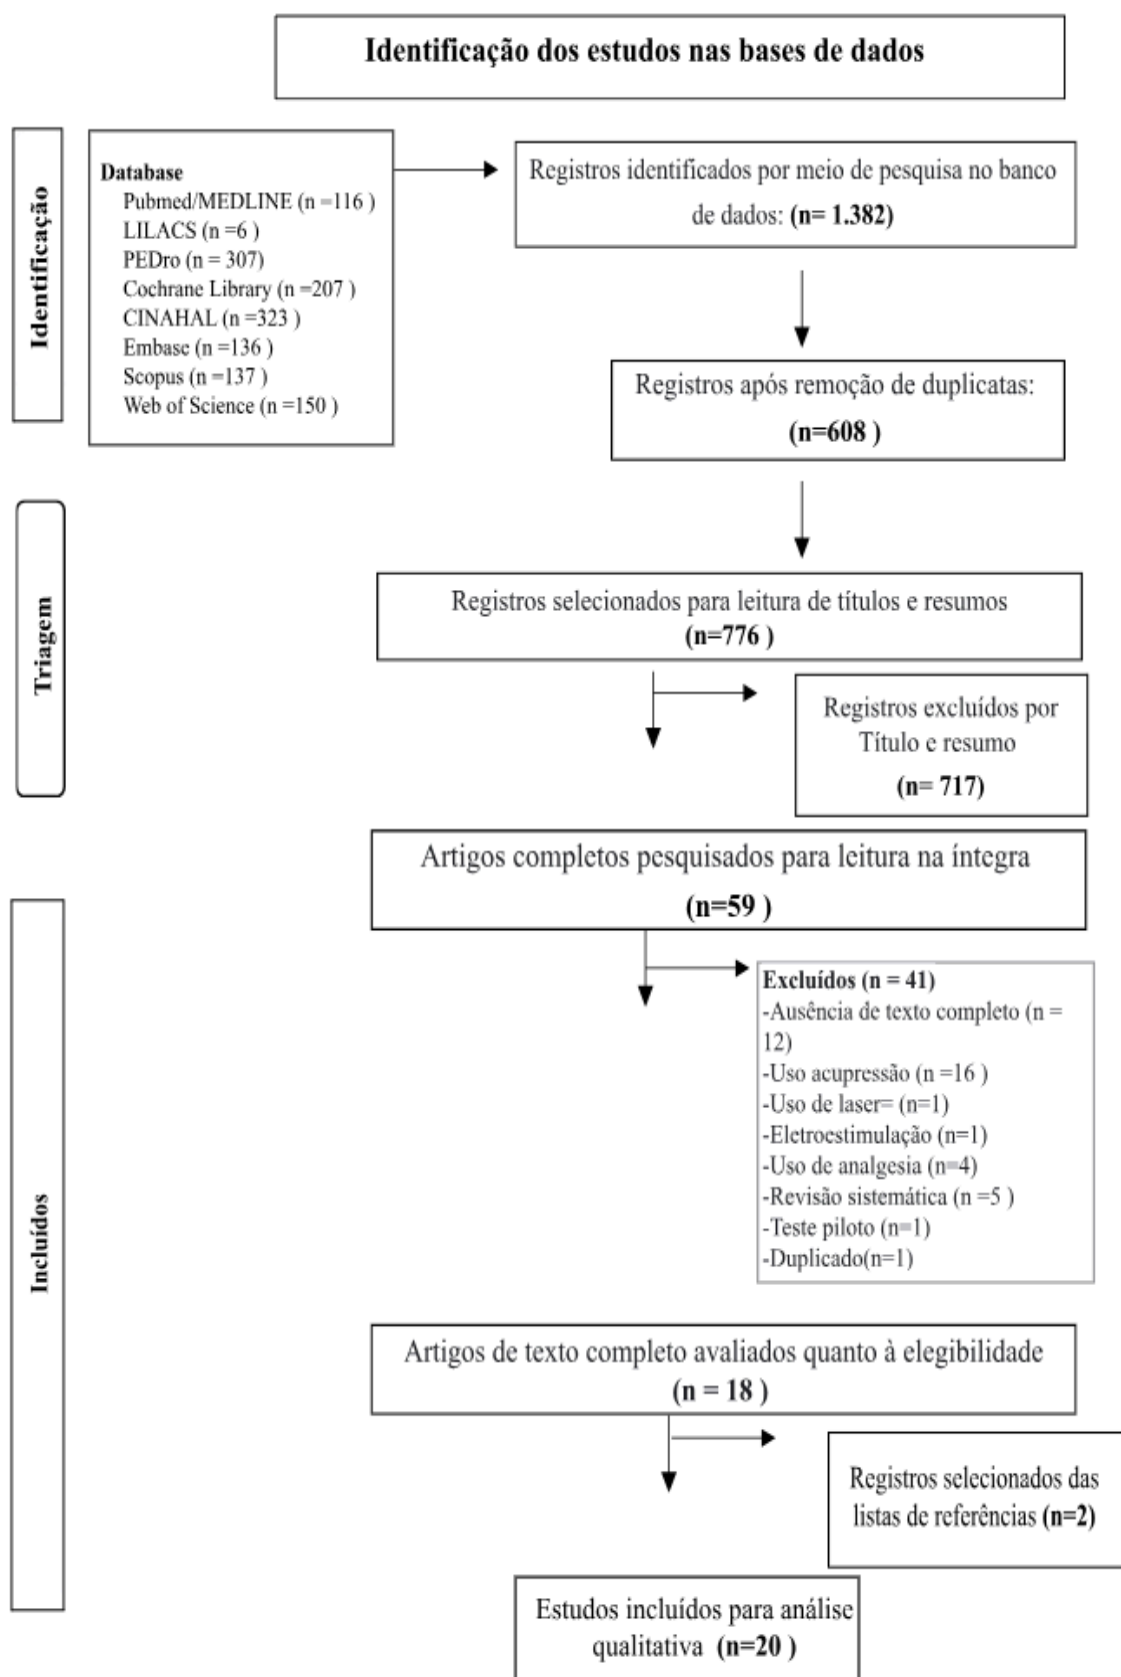 Identificação dos estudos nas bases de dados
Identificação
Database
Pubmed/MEDLINE (n =116 )
LILACS (n =6 )
PEDro (n = 307)
Cochrane Library (n =207 )
CINAHAL (n =323 )
Embase (n =136 )
Scopus (n =137 )
Web of Science (n =150 )
Registros identificados por meio de pesquisa no banco
de dados: (n= 1.382)
Registros após remoção de duplicatas:
(n=608 )
Triagem
Registros selecionados para leitura de títulos e resumos
(n=776 )
Registros excluídos por
Título e resumo
(n= 717)
Artigos completos pesquisados para leitura na íntegra
(n=59 )
Incluídos
Excluídos (n = 41)
-Ausência de texto completo (n =
12)
-Uso acupressão (n =16 )
-Uso de laser= (n=1)
-Eletroestimulação (n=1)
-Uso de analgesia (n=4)
-Revisão sistemática (n =5 )
-Teste piloto (n=1)
-Duplicado(n=1)
Artigos de texto completo avaliados quanto à elegibilidade
(n = 18 )
Registros selecionados das
listas de referências (n=2)
Estudos incluídos para análise
qualitativa (n=20 )